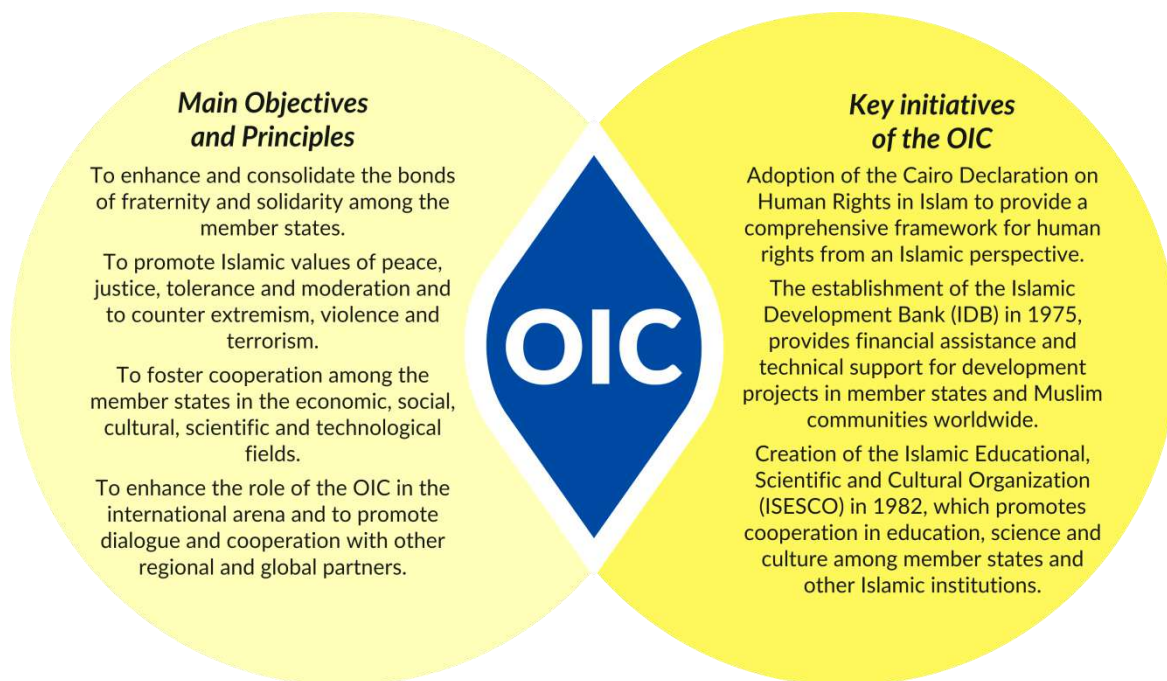 Main Objectives
and Principles
To enhance and consolidate the bonds
of fraternity and solidarity among the
member states.
To promote Islamic values of peace,
justice, tolerance and moderation and
to counter extremism, violence and
terrorism.
To foster cooperation among the
member states in the economic, social,
cultural, scientific and technological
fields.
To enhance the role of the OIC in the
international arena and to promote
dialogue and cooperation with other
regional and global partners.
OIC
Key initiatives
of the OIC
Adoption of the Cairo Declaration on
Human Rights in Islam to provide a
comprehensive framework for human
rights from an Islamic perspective.
The establishment of the Islamic
Development Bank (IDB) in 1975,
provides financial assistance and
technical support for development
projects in member states and Muslim
communities worldwide.
Creation of the Islamic Educational,
Scientific and Cultural Organization
(ISESCO) in 1982, which promotes
cooperation in education, science and
culture among member states and
other Islamic institutions.